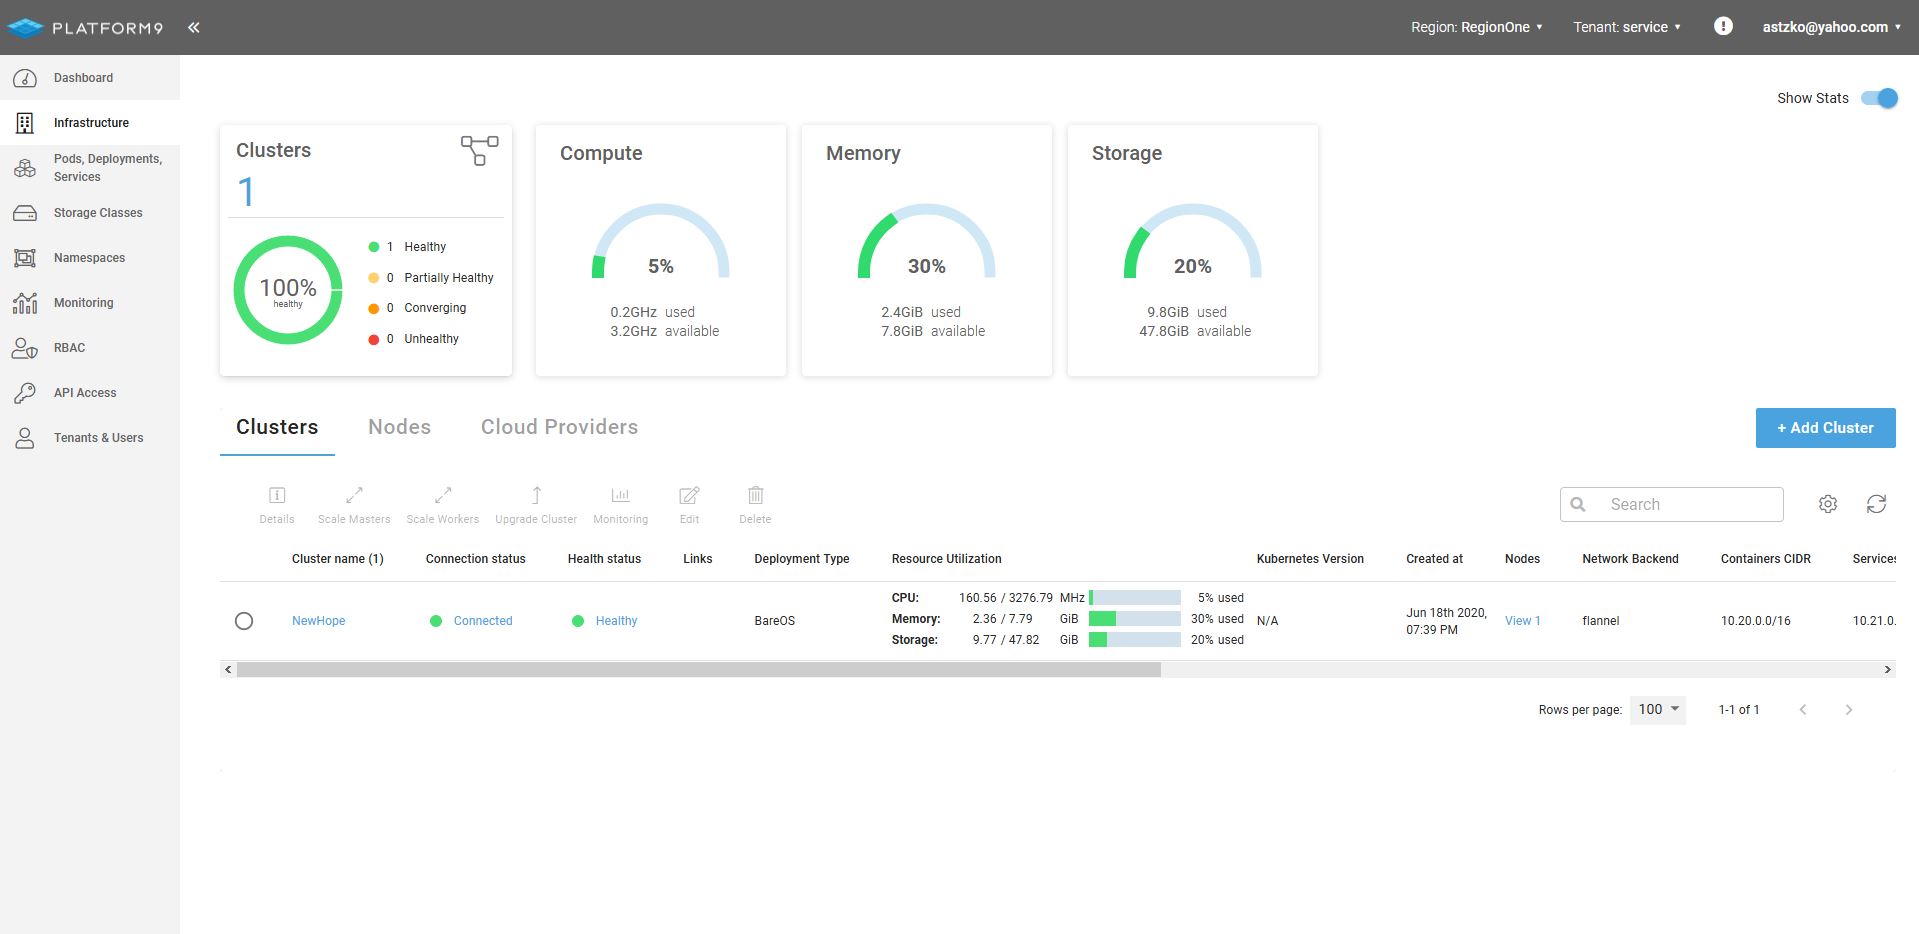 PLATFORM9
Region: RegionOne
Tenant: service
astzko@yahoo.com
Dashboard
Infrastructure
Pods, Deployments,
Services
Storage Classes
Namespaces
Monitoring
RBAC
API Access
Tenants & Users
Show Stats
Clusters
1
100%
healthy
1 Healthy
0 Partially Healthy
0 Converging
0 Unhealthy
Compute
5%
0.2GHz used
3.2GHz available
Memory
30%
2.4GiB used
7.8GiB available
Storage
20%
9.8GiB used
47.8GiB available
Clusters Nodes Cloud Providers
+ Add Cluster
Details Scale Masters Scale Workers Upgrade Cluster Monitoring Edit Delete
Search
Cluster name (1) Connection status Health status Links Deployment Type Resource Utilization Kubernetes Version Created at Nodes Network Backend Containers CIDR Services
NewHope Connected Healthy BareOS
CPU: 160.56 / 3276.79 MHz 5% used
Memory: 2.36 / 7.79 GiB 30% used
Storage: 9.77 / 47.82 GiB 20% used
N/A
Jun 18th 2020,
07:39 PM
View 1
flannel
10.20.0.0/16
10.21.0.
Rows per page: 100 1-1 of 1